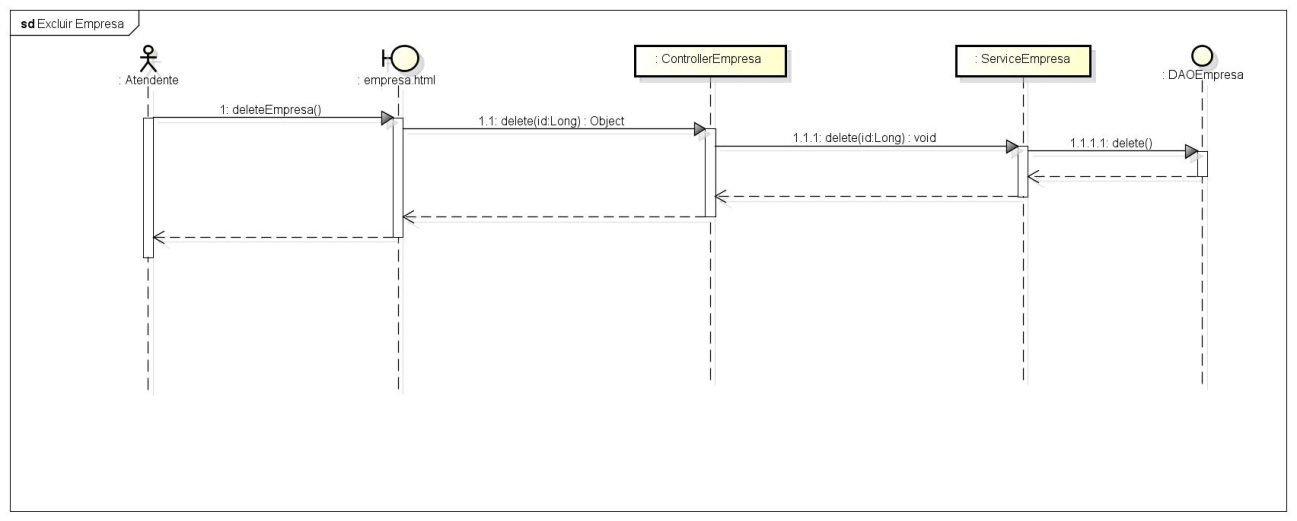 sd Excluir Empresa
: Atendente
: empresa.html
: ControllerEmpresa
: ServiceEmpresa
: DAOEmpresa
1: deleteEmpresa()
1.1: delete(id:Long) : Object
1.1.1: delete(id:Long) : void
1.1.1.1: delete()